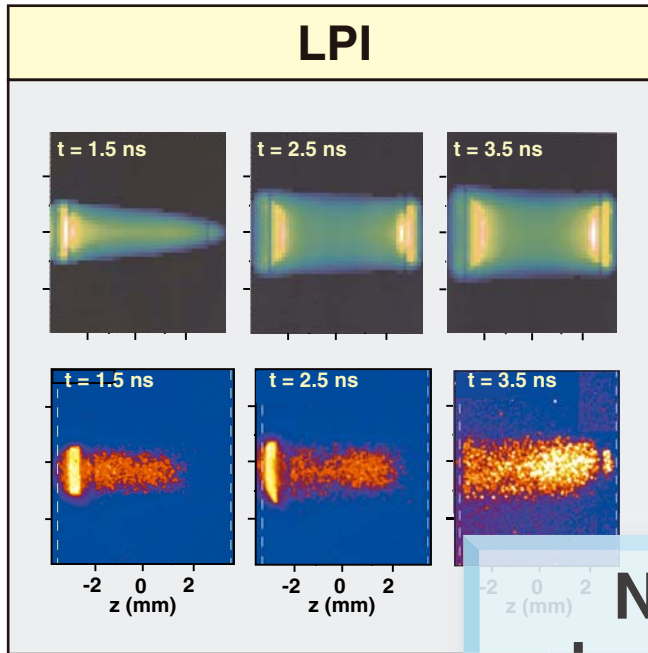 LPI
t = 1.5 ns t = 2.5 ns t = 3.5 ns
t = 1.5 ns t = 2.5 ns t = 3.5 ns
-2 0 2 -2 0 2 -2 0 2
z (mm) z (mm) z (mm)
N